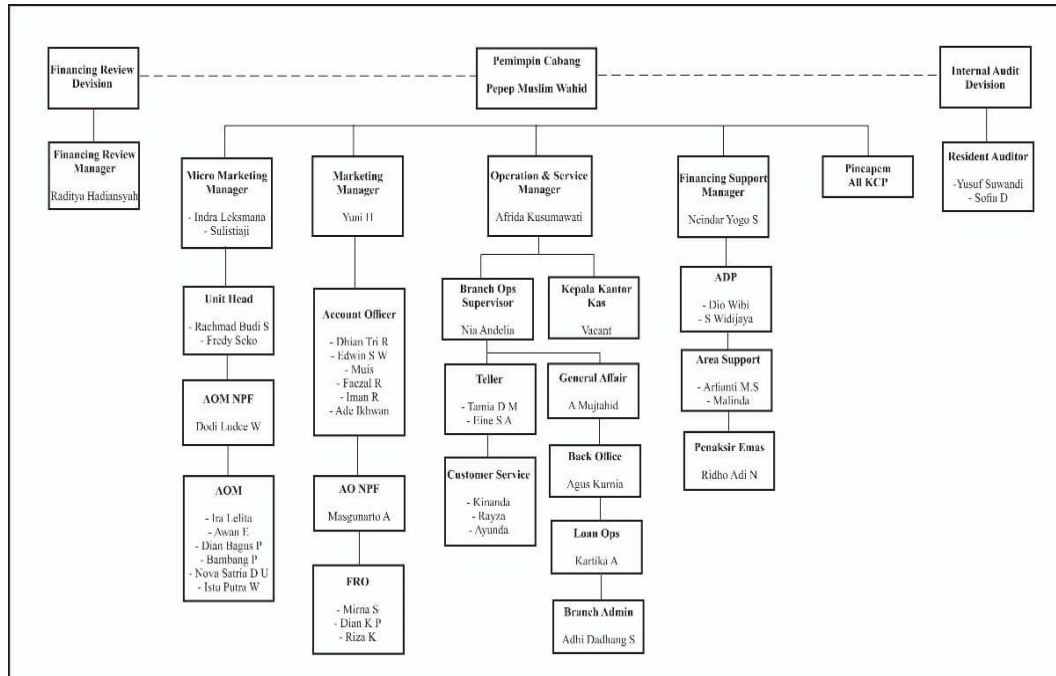 Financing Review
Devision
Pemimpin Cabang
Pepep Muslim Wahid
Internal Audit
Devision
Financing Review
Manager
Raditya Hadiansyah
Micro Marketing
Manager
- Indra Leksmana
- Sulistiaji
Marketing
Manager
Yuni H
Operation & Service
Manager
Afrida Kusumawati
Financing Support
Manager
Neindar Yogo S
Pincapem
All KCP
Resident Auditor
-Yusuf Suwandi
- Sofia D
Unit Head
- Rachmad Budi S
- Fredy Seko
Account Officer
- Dhian Tri R
- Edwin S W
- Muis
- Faezal R
- Iman R
- Ade Ikhwan
Branch Ops
Supervisor
Nia Andelia
Kepala Kantor
Kas
Vacant
ADP
- Dio Wibi
- S Widijaya
AOM NPF
Dodi Ludce W
Teller
- Tamia D M
- Eine S A
General Affair
A Mujtahid
Area Support
- Arlianti M.S
- Malinda
AOM
- Ira Lelita
- Awan E
- Dian Bagus P
- Bambang P
- Nova Satria D U
- Istu Putra W
AO NPF
Masgunarto A
Customer Service
- Kinanda
- Rayza
- Ayunda
Back Office
Agus Kurnia
Penaksir Emas
Ridho Adi N
Loan Ops
Kartika A
FRO
- Mirna S
- Dian K P
- Riza K
Branch Admin
Adhi Dadhang S